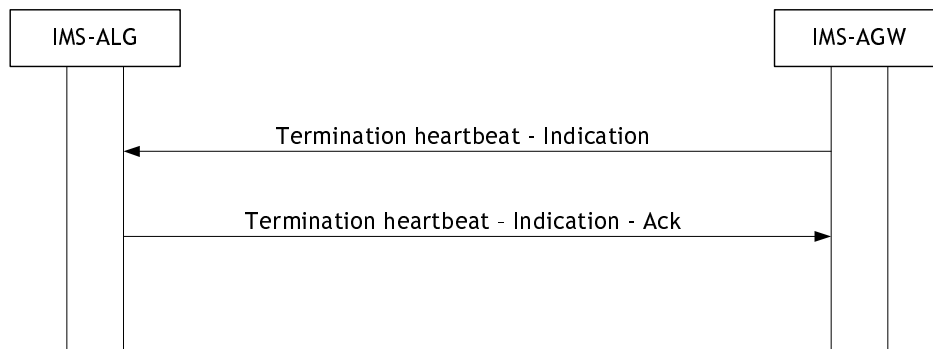 IMS-ALG
IMS-AGW
Termination heartbeat - Indication
Termination heartbeat – Indication - Ack